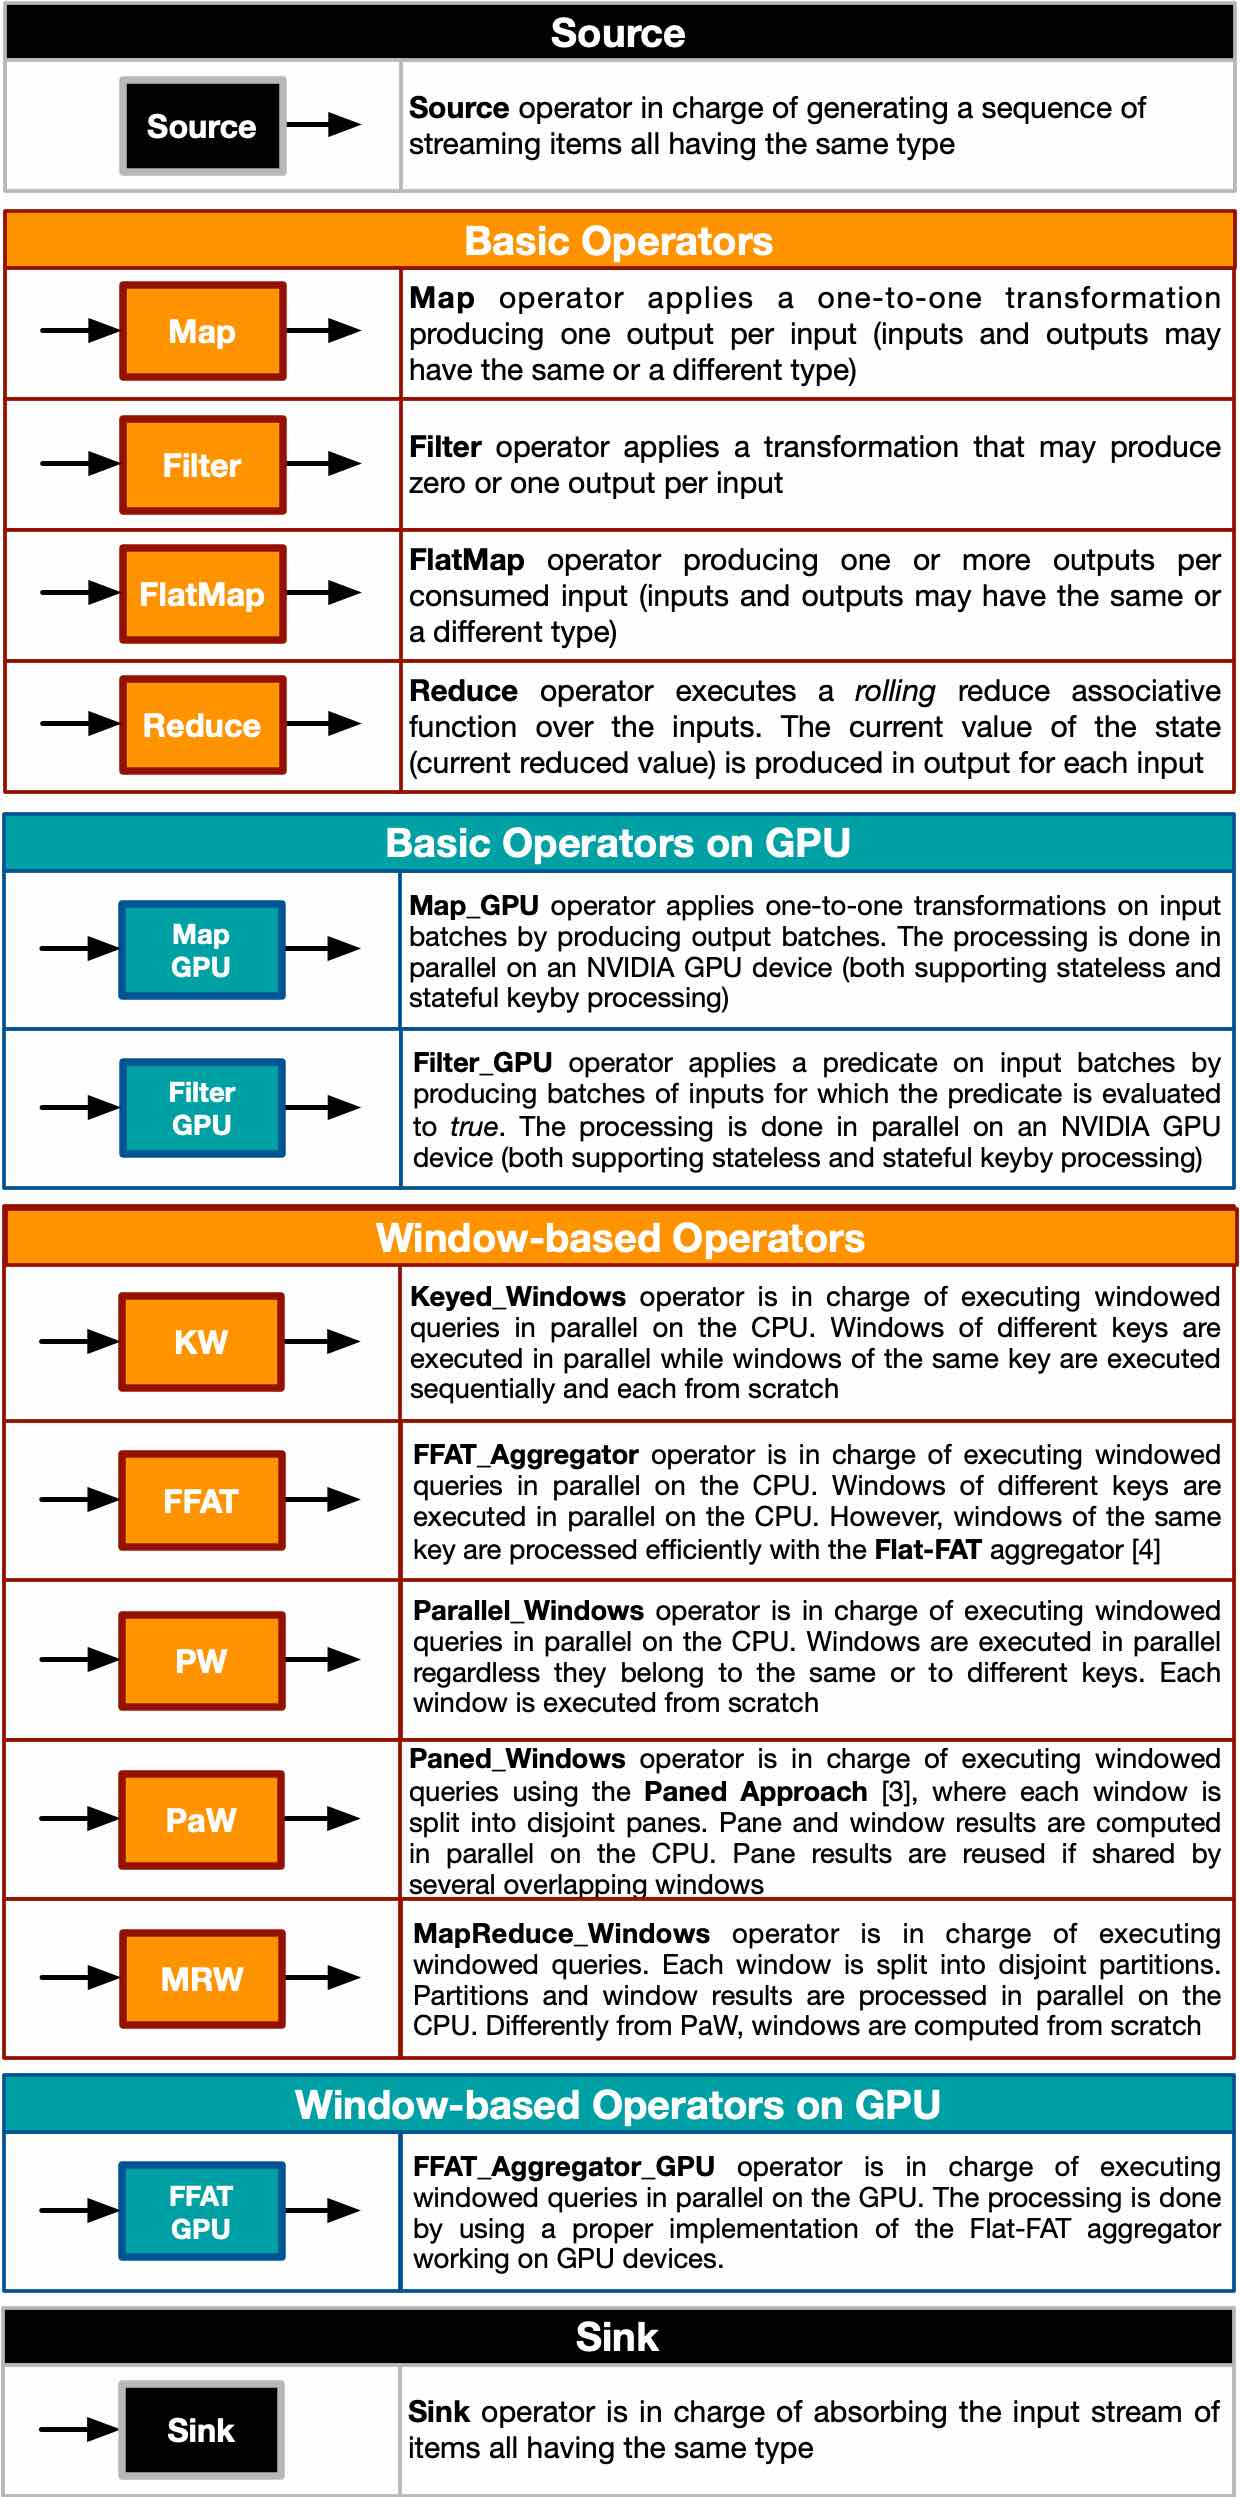 Source
Source
Source operator in charge of generating a sequence of
streaming items all having the same type
Basic Operators
Map
Map operator applies a one-to-one transformation
producing one output per input (inputs and outputs may
have the same or a different type)
Filter
Filter operator applies a transformation that may produce
zero or one output per input
FlatMap
FlatMap operator producing one or more outputs per
consumed input (inputs and outputs may have the same or
a different type)
Reduce
Reduce operator executes a rolling reduce associative
function over the inputs. The current value of the state
(current reduced value) is produced in output for each input
Basic Operators on GPU
Map
GPU
Map_GPU operator applies one-to-one transformations on input
batches by producing output batches. The processing is done in
parallel on an NVIDIA GPU device (both supporting stateless and
stateful keyby processing)
Filter
GPU
Filter_GPU operator applies a predicate on input batches by
producing batches of inputs for which the predicate is evaluated
to true. The processing is done in parallel on an NVIDIA GPU
device (both supporting stateless and stateful keyby processing)
Window-based Operators
KW
Keyed_Windows operator is in charge of executing windowed
queries in parallel on the CPU. Windows of different keys are
executed in parallel while windows of the same key are executed
sequentially and each from scratch
FFAT
FFAT_Aggregator operator is in charge of executing windowed
queries in parallel on the CPU. Windows of different keys are
executed in parallel on the CPU. However, windows of the same
key are processed efficiently with the Flat-FAT aggregator [4]
PW
Parallel_Windows operator is in charge of executing windowed
queries in parallel on the CPU. Windows are executed in parallel
regardless they belong to the same or to different keys. Each
window is executed from scratch
PaW
Paned_Windows operator is in charge of executing windowed
queries using the Paned Approach [3], where each window is
split into disjoint panes. Pane and window results are computed
in parallel on the CPU. Pane results are reused if shared by
several overlapping windows
MRW
MapReduce_Windows operator is in charge of executing
windowed queries. Each window is split into disjoint partitions.
Partitions and window results are processed in parallel on the
CPU. Differently from PaW, windows are computed from scratch
Window-based Operators on GPU
FFAT
GPU
FFAT_Aggregator_GPU operator is in charge of executing
windowed queries in parallel on the GPU. The processing is done
by using a proper implementation of the Flat-FAT aggregator
working on GPU devices.
Sink
Sink
Sink operator is in charge of absorbing the input stream of
items all having the same type